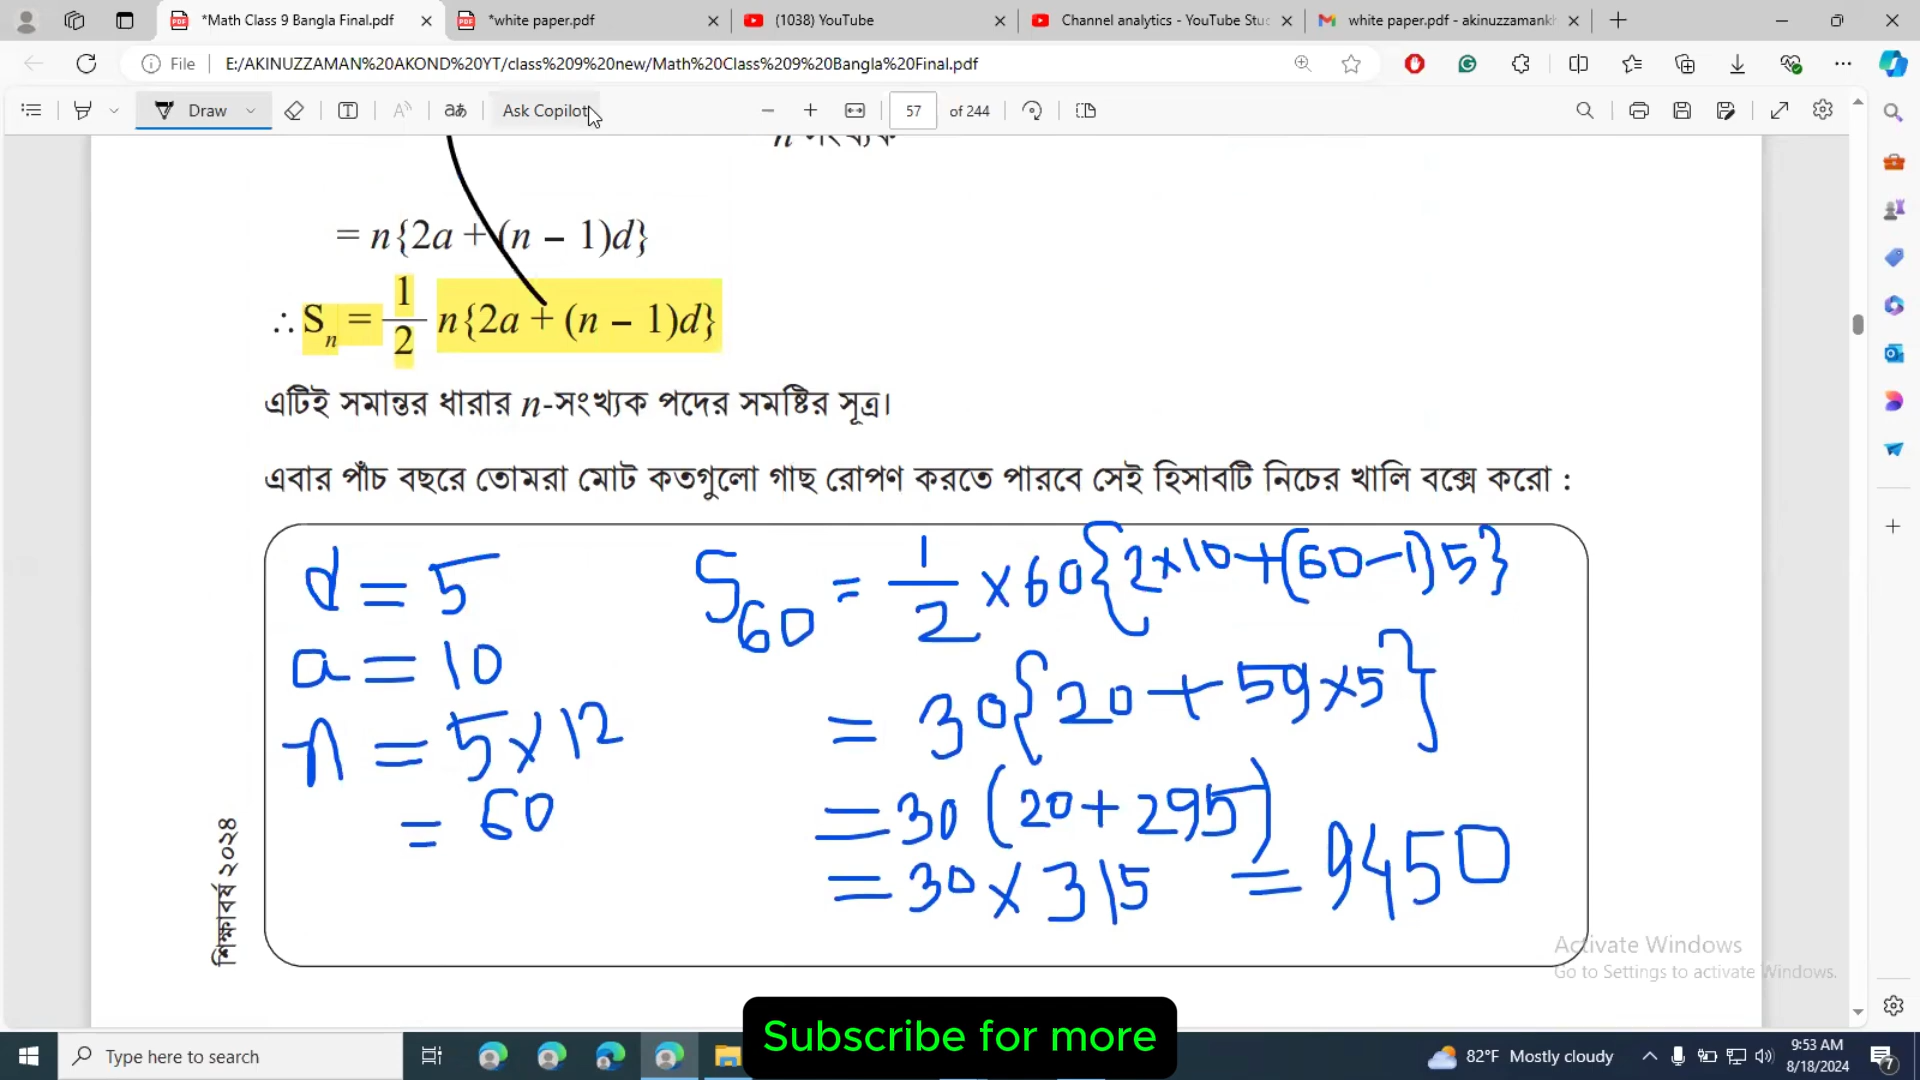 *Math Class 9 Bangla Final.pdf
*white paper.pdf
(1038) YouTube
Channel analytics - YouTube Stu
white paper.pdf - akinuzzamank
File E:/AKINUZZAMAN%20AKOND%20YT/class%209%20new/Math%20Class%209%20Bangla%20Final.pdf
Draw
Ask Copilot
57 of 244
n-সংখ্যক
= n{2a + (n – 1)d}
∴ Sn = 1/2 n{2a + (n – 1)d}
এটিই সমান্তর ধারার n-সংখ্যক পদের সমষ্টির সূত্র।
এবার পাঁচ বছরে তোমরা মোট কতগুলো গাছ রোপণ করতে পারবে সেই হিসাবটি নিচের খালি বক্সে করো :
d = 5
a = 10
n = 5×12
= 60
S60 = 1/2 × 60{2×10+(60-1)5}
= 30{20+59×5}
= 30(20+295)
= 30×315 = 9450
শিক্ষাবর্ষ ২০২৪
Activate Windows
Go to Settings to activate Windows.
Subscribe for more
Type here to search
82°F Mostly cloudy
9:53 AM
8/18/2024
7